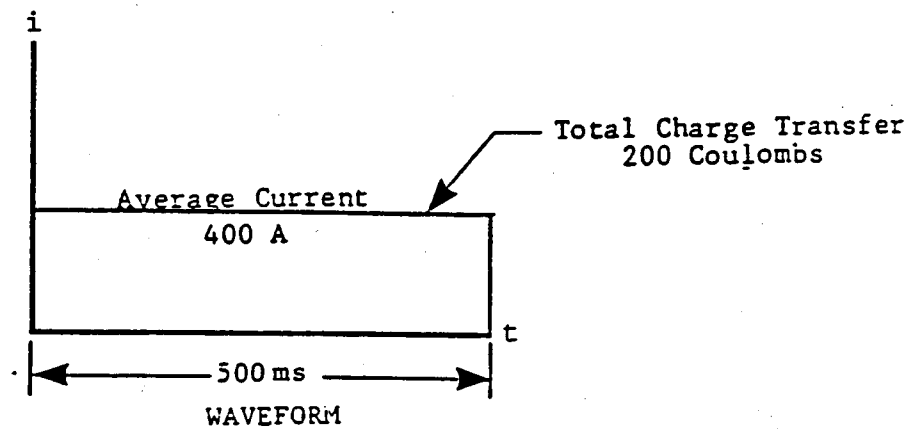 i
Total Charge Transfer
200 Coulombs
Average Current
400 A
t
500 ms
WAVEFORM